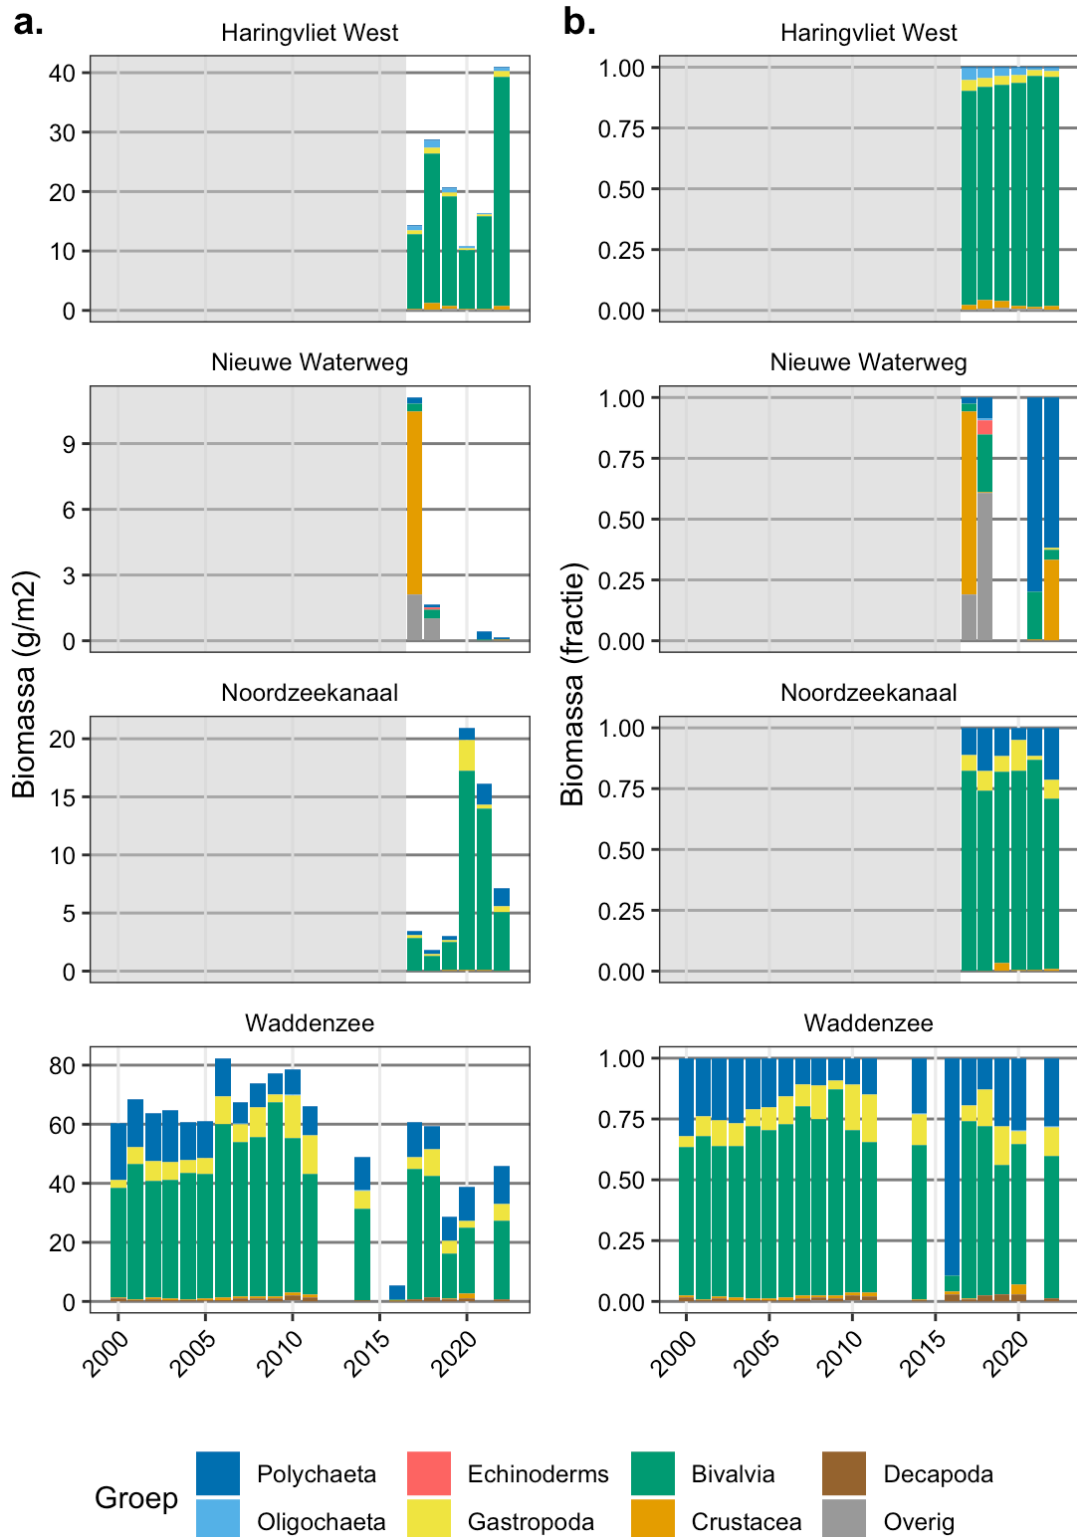 a.
Haringvliet West
40
30
20
10
0
Nieuwe Waterweg
9
6
3
0
Noordzeekanaal
20
15
10
5
0
Waddenzee
80
60
40
20
0
2000
2005
2010
2015
2020
Biomassa (g/m2)
b.
Haringvliet West
1.00
0.75
0.50
0.25
0.00
Nieuwe Waterweg
1.00
0.75
0.50
0.25
0.00
Noordzeekanaal
1.00
0.75
0.50
0.25
0.00
Waddenzee
1.00
0.75
0.50
0.25
0.00
2000
2005
2010
2015
2020
Biomassa (fractie)
Groep
Polychaeta
Echinoderms
Bivalvia
Decapoda
Oligochaeta
Gastropoda
Crustacea
Overig